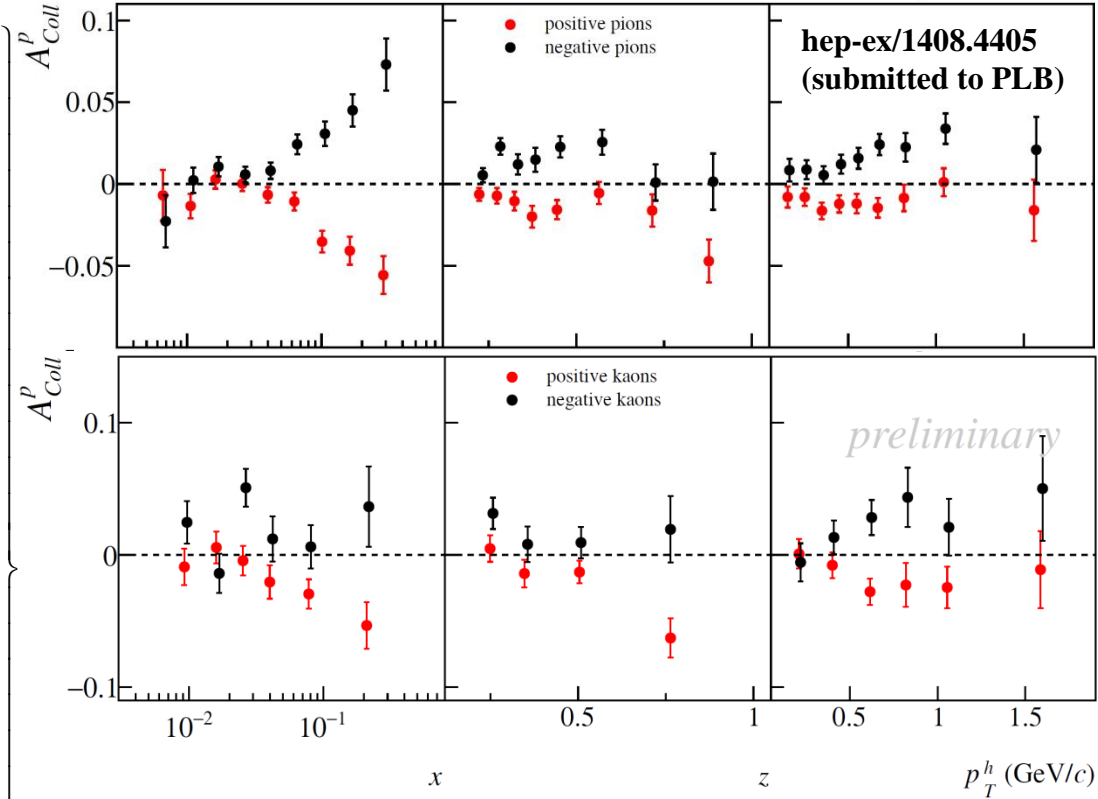 A^p_Coll
0.1
0.05
0
−0.05
positive pions
negative pions
hep-ex/1408.4405
(submitted to PLB)
A^p_Coll
0.1
0
−0.1
positive kaons
negative kaons
preliminary
10^−2
10^−1
0.5
1
0.5
1
1.5
x
z
p^h_T (GeV/c)